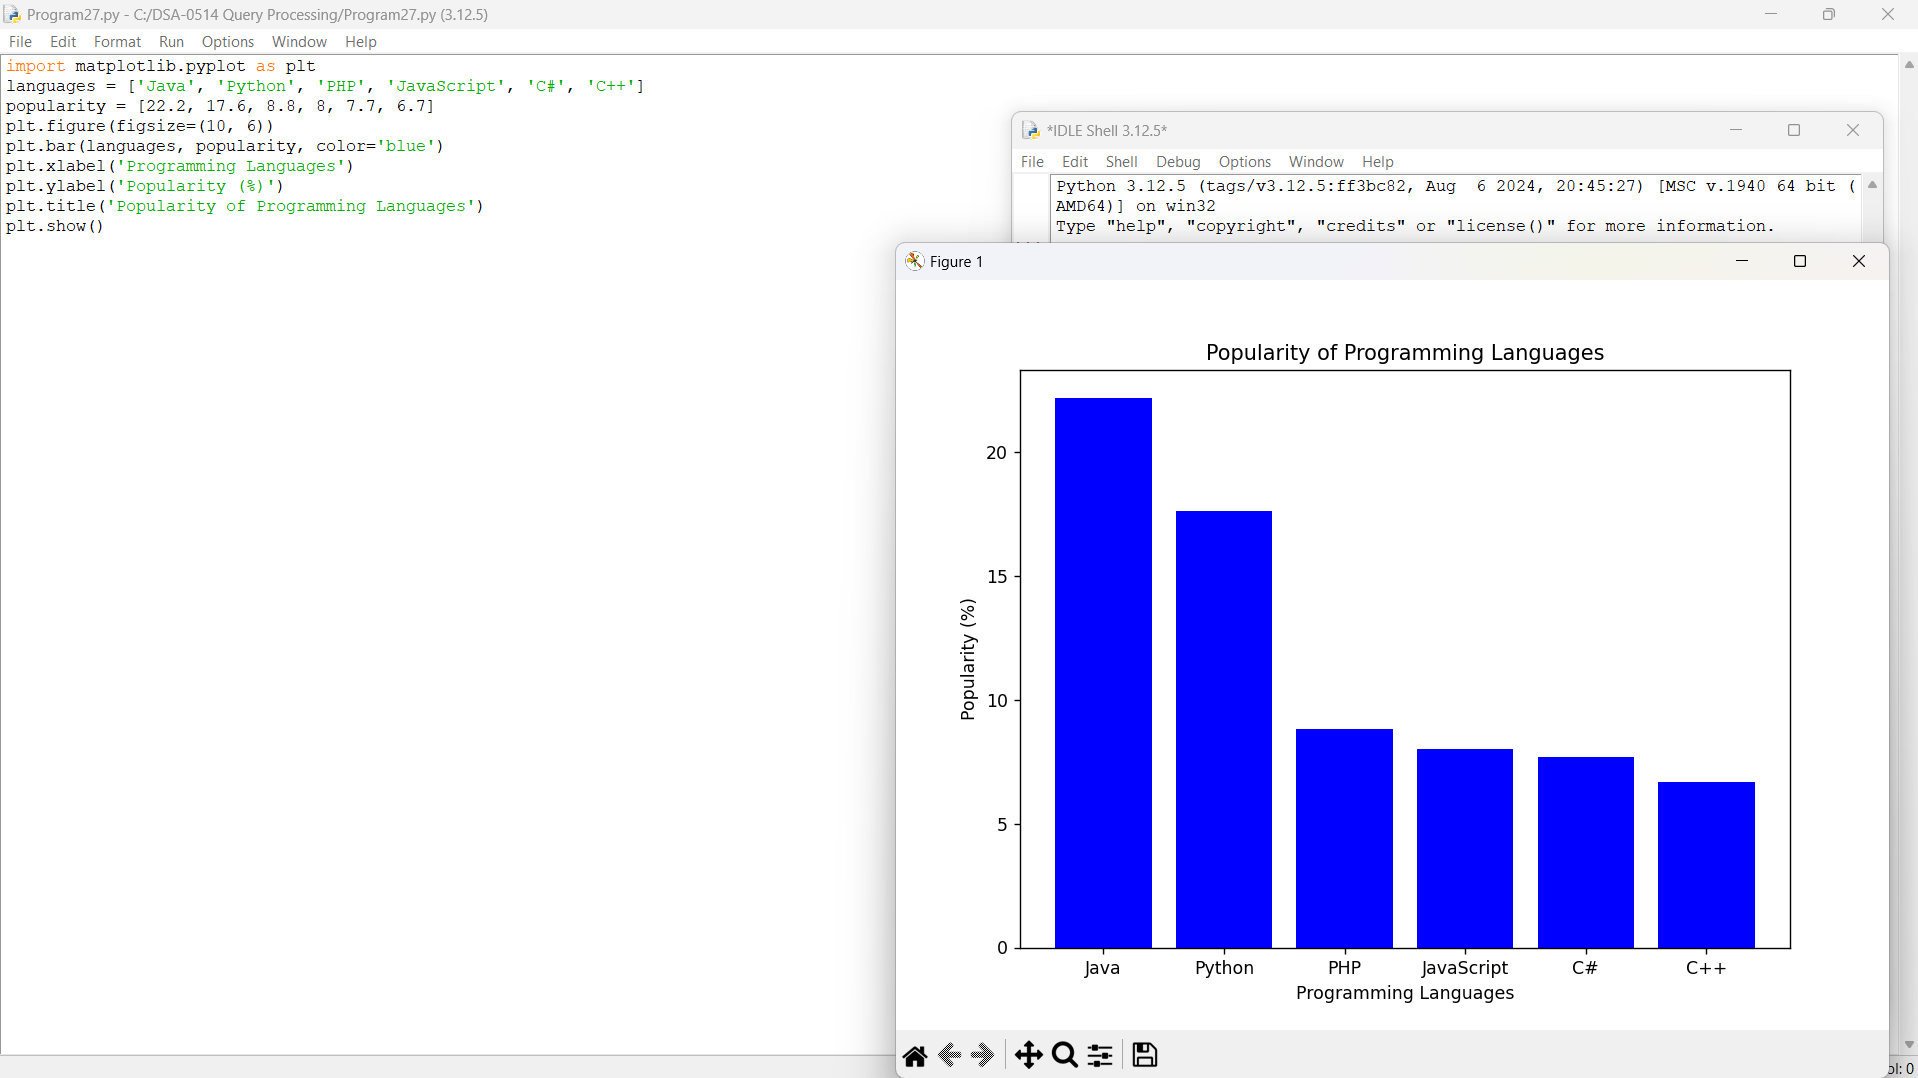 Program27.py - C:/DSA-0514 Query Processing/Program27.py (3.12.5)
File Edit Format Run Options Window Help
import matplotlib.pyplot as plt
languages = ['Java', 'Python', 'PHP', 'JavaScript', 'C#', 'C++']
popularity = [22.2, 17.6, 8.8, 8, 7.7, 6.7]
plt.figure(figsize=(10, 6))
plt.bar(languages, popularity, color='blue')
plt.xlabel('Programming Languages')
plt.ylabel('Popularity (%)')
plt.title('Popularity of Programming Languages')
plt.show()
*IDLE Shell 3.12.5*
File Edit Shell Debug Options Window Help
Python 3.12.5 (tags/v3.12.5:ff3bc82, Aug  6 2024, 20:45:27) [MSC v.1940 64 bit (
AMD64)] on win32
Type "help", "copyright", "credits" or "license()" for more information.
Figure 1
Popularity of Programming Languages
Popularity (%)
20
15
10
5
0
Java Python PHP JavaScript C# C++
Programming Languages
ol: 0